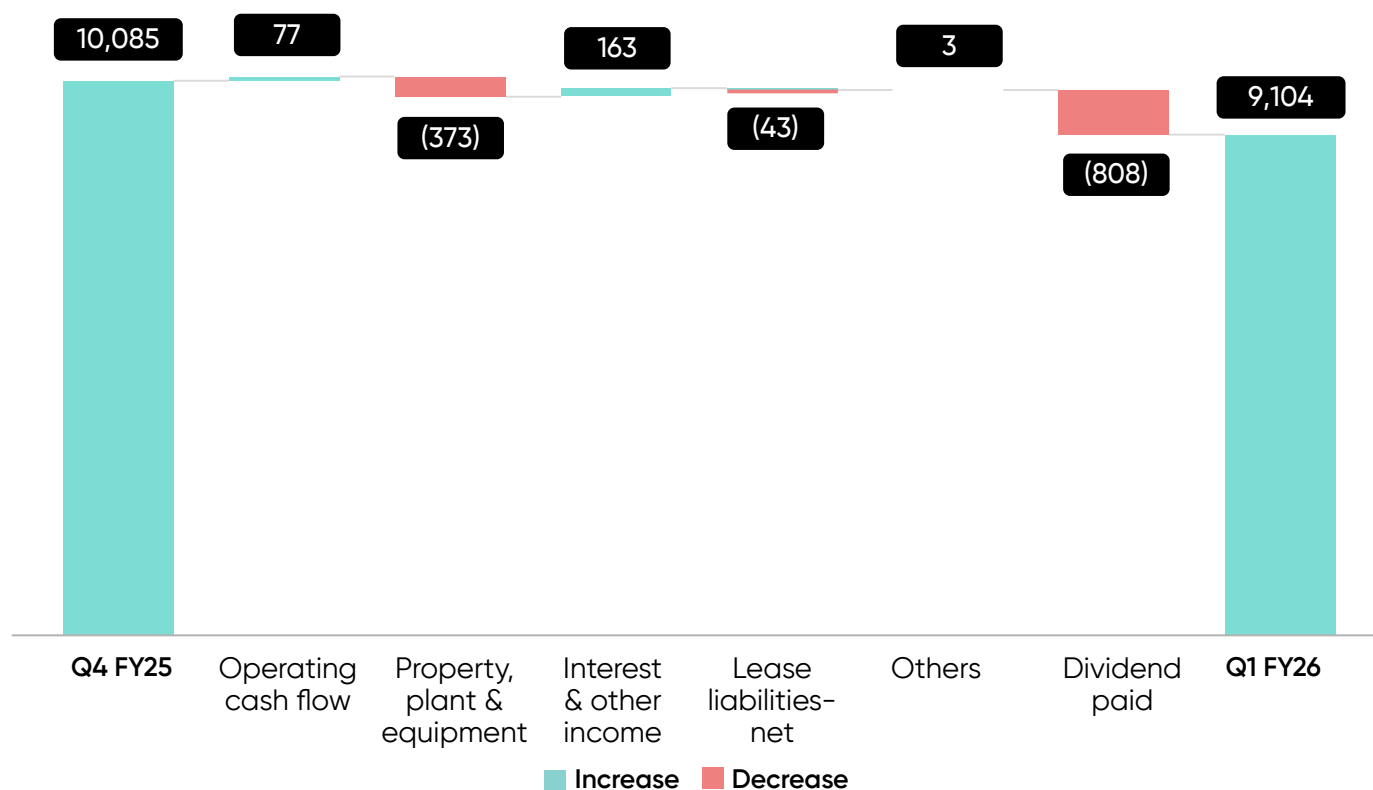 10,085
77
(373)
163
(43)
3
(808)
9,104
Q4 FY25
Operating
cash flow
Property,
plant &
equipment
Interest
& other
income
Lease
liabilities-
net
Others
Dividend
paid
Q1 FY26
Increase
Decrease